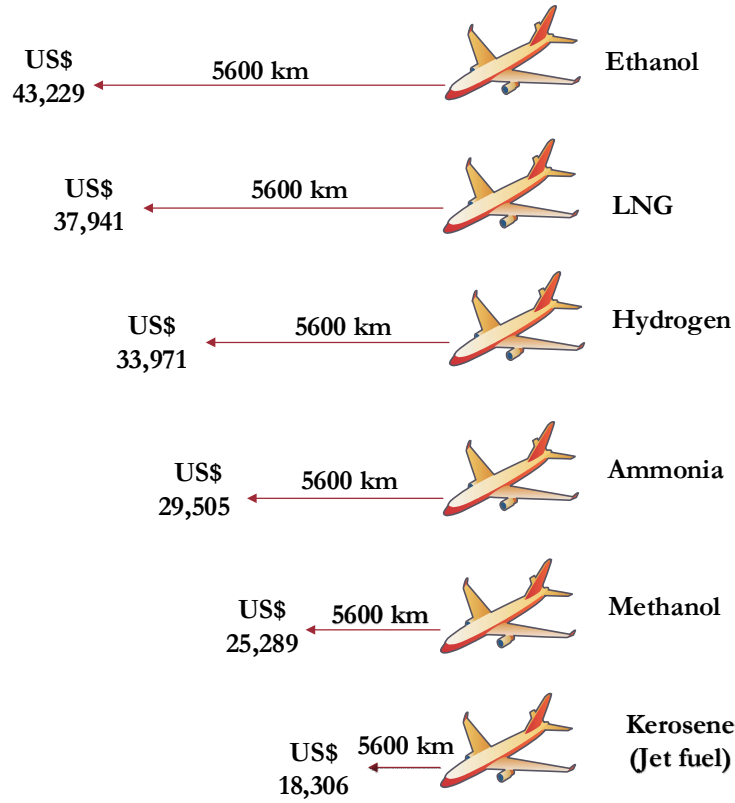 US$
43,229
5600 km
Ethanol
US$
37,941
5600 km
LNG
US$
33,971
5600 km
Hydrogen
US$
29,505
5600 km
Ammonia
US$
25,289
5600 km
Methanol
US$
18,306
5600 km
Kerosene
(Jet fuel)